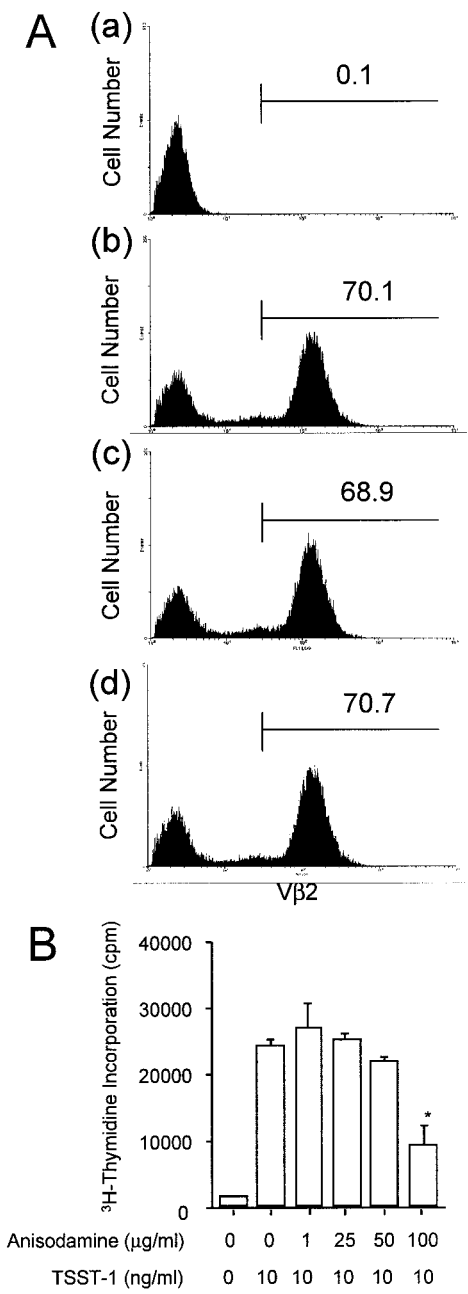 A
(a)
Cell Number
0.1
(b)
Cell Number
70.1
(c)
Cell Number
68.9
(d)
Cell Number
70.7
Vβ2
B
³H-Thymidine Incorporation (cpm)
40000
30000
20000
10000
0
*
Anisodamine (μg/ml) 0 0 1 25 50 100
TSST-1 (ng/ml) 0 10 10 10 10 10